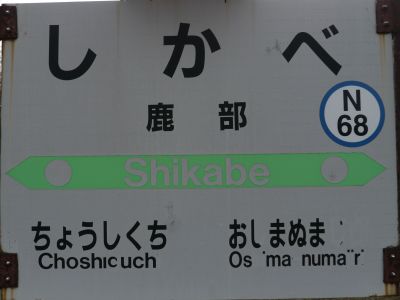 しかべ
鹿部
N
68
Shikabe
ちょうしくち おしまぬま